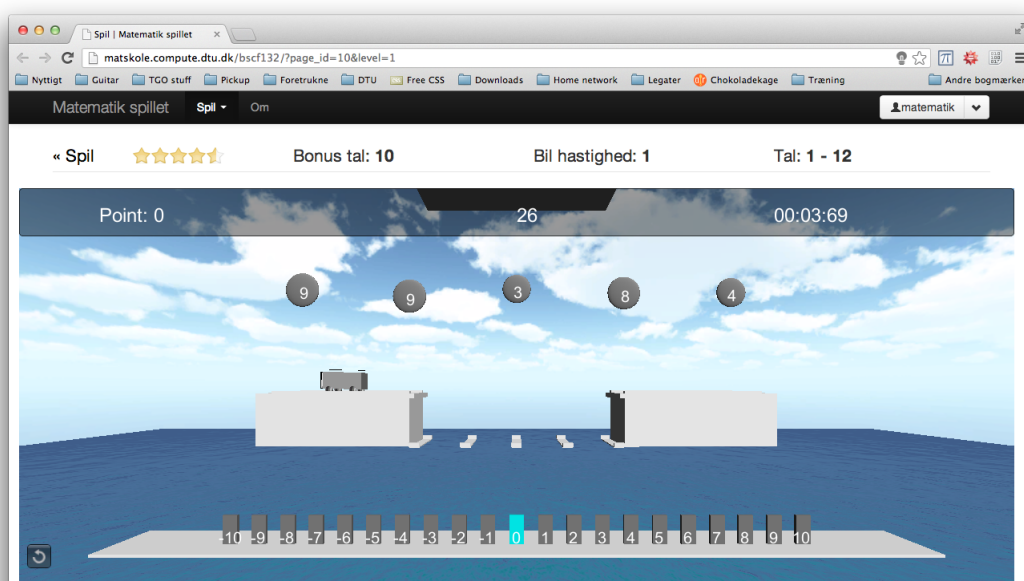 Spil | Matematik spillet
matskole.compute.dtu.dk/bscf132/?page_id=10&level=1
Nyttigt Guitar TGO stuff Pickup Foretrukne DTU Free CSS Downloads Home network Legater Chokoladekage Træning Andre bogmærker
Matematik spillet Spil Om matematik
« Spil Bonus tal: 10 Bil hastighed: 1 Tal: 1 - 12
Point: 0 26 00:03:69
9 9 3 8 4
-10 -9 -8 -7 -6 -5 -4 -3 -2 -1 0 1 2 3 4 5 6 7 8 9 10